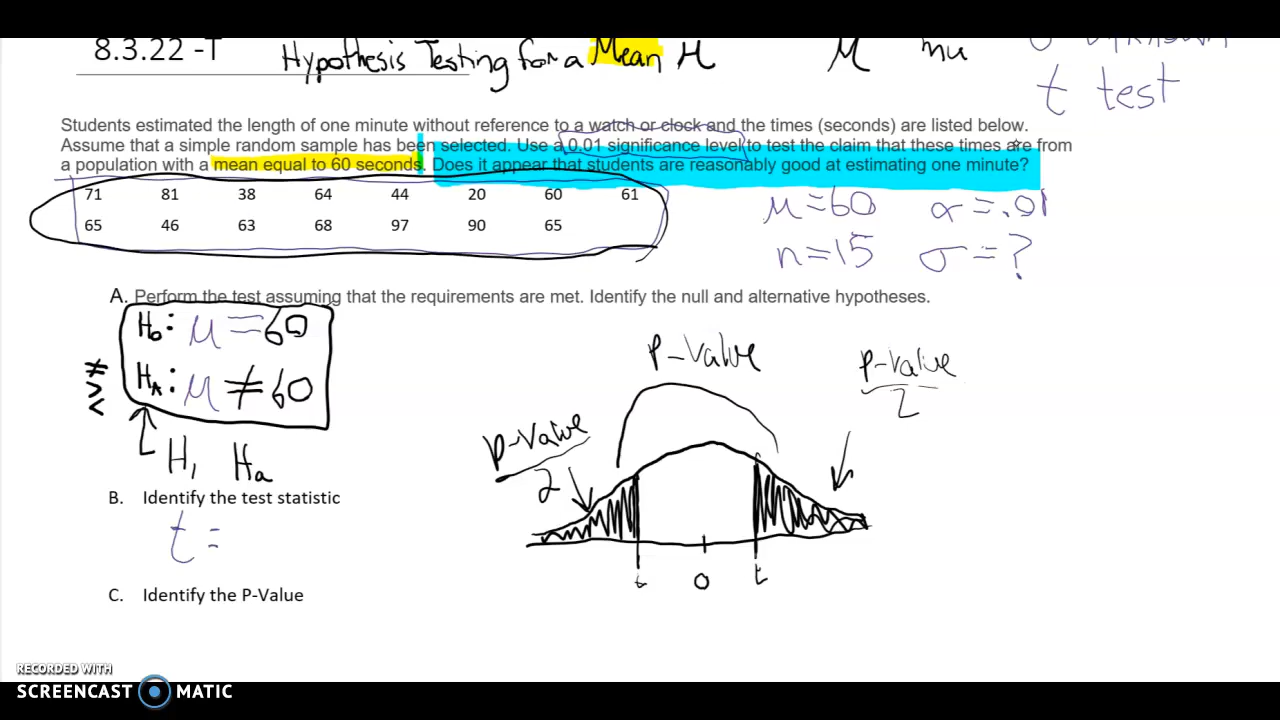 8.3.22 -T Hypothesis Testing for a Mean μ μ mu
t test
Students estimated the length of one minute without reference to a watch or clock and the times (seconds) are listed below.
Assume that a simple random sample has been selected. Use a 0.01 significance level to test the claim that these times are from
a population with a mean equal to 60 seconds. Does it appear that students are reasonably good at estimating one minute?
71 81 38 64 44 20 60 61
65 46 63 68 97 90 65
μ=60 α=.01
n=15 σ=?
A. Perform the test assuming that the requirements are met. Identify the null and alternative hypotheses.
H0: μ=60
HA: μ≠60
≠
>
<
H1 Ha
P-Value
P-Value
2
P-Value
2
t 0 t
B. Identify the test statistic
t =
C. Identify the P-Value
RECORDED WITH
SCREENCAST MATIC